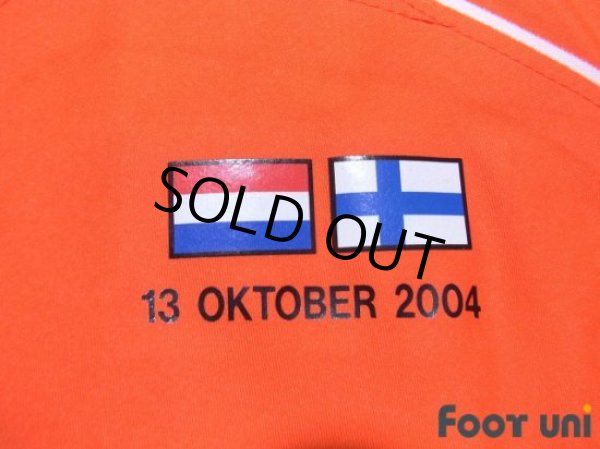 SOLD OUT
13 OKTOBER 2004
Foot uni